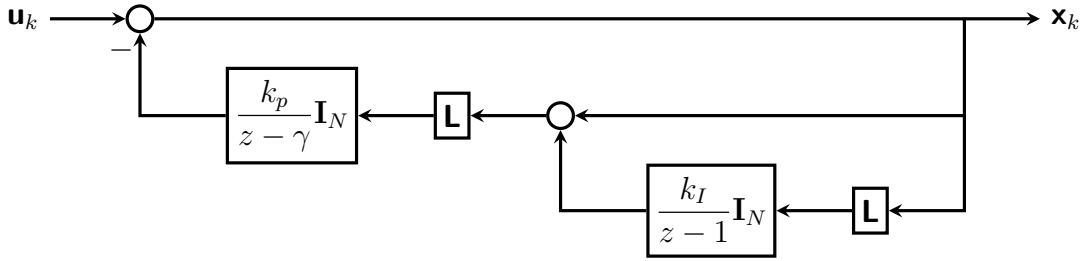 u_k
x_k
−
k_p / (z − γ) I_N
L
k_I / (z − 1) I_N
L